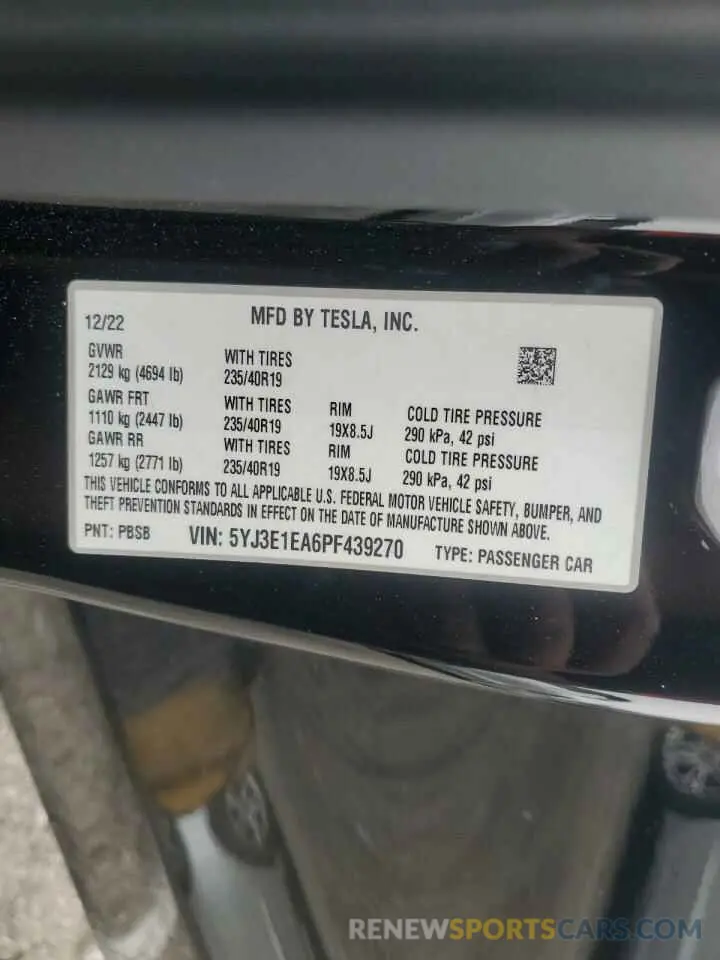 12/22 MFD BY TESLA, INC.
GVWR WITH TIRES
2129 kg (4694 lb) 235/40R19
GAWR FRT WITH TIRES RIM COLD TIRE PRESSURE
1110 kg (2447 lb) 235/40R19 19X8.5J 290 kPa, 42 psi
GAWR RR WITH TIRES RIM COLD TIRE PRESSURE
1257 kg (2771 lb) 235/40R19 19X8.5J 290 kPa, 42 psi
THIS VEHICLE CONFORMS TO ALL APPLICABLE U.S. FEDERAL MOTOR VEHICLE SAFETY, BUMPER, AND
THEFT PREVENTION STANDARDS IN EFFECT ON THE DATE OF MANUFACTURE SHOWN ABOVE.
PNT: PBSB VIN: 5YJ3E1EA6PF439270 TYPE: PASSENGER CAR
RENEWSPORTSCARS.COM